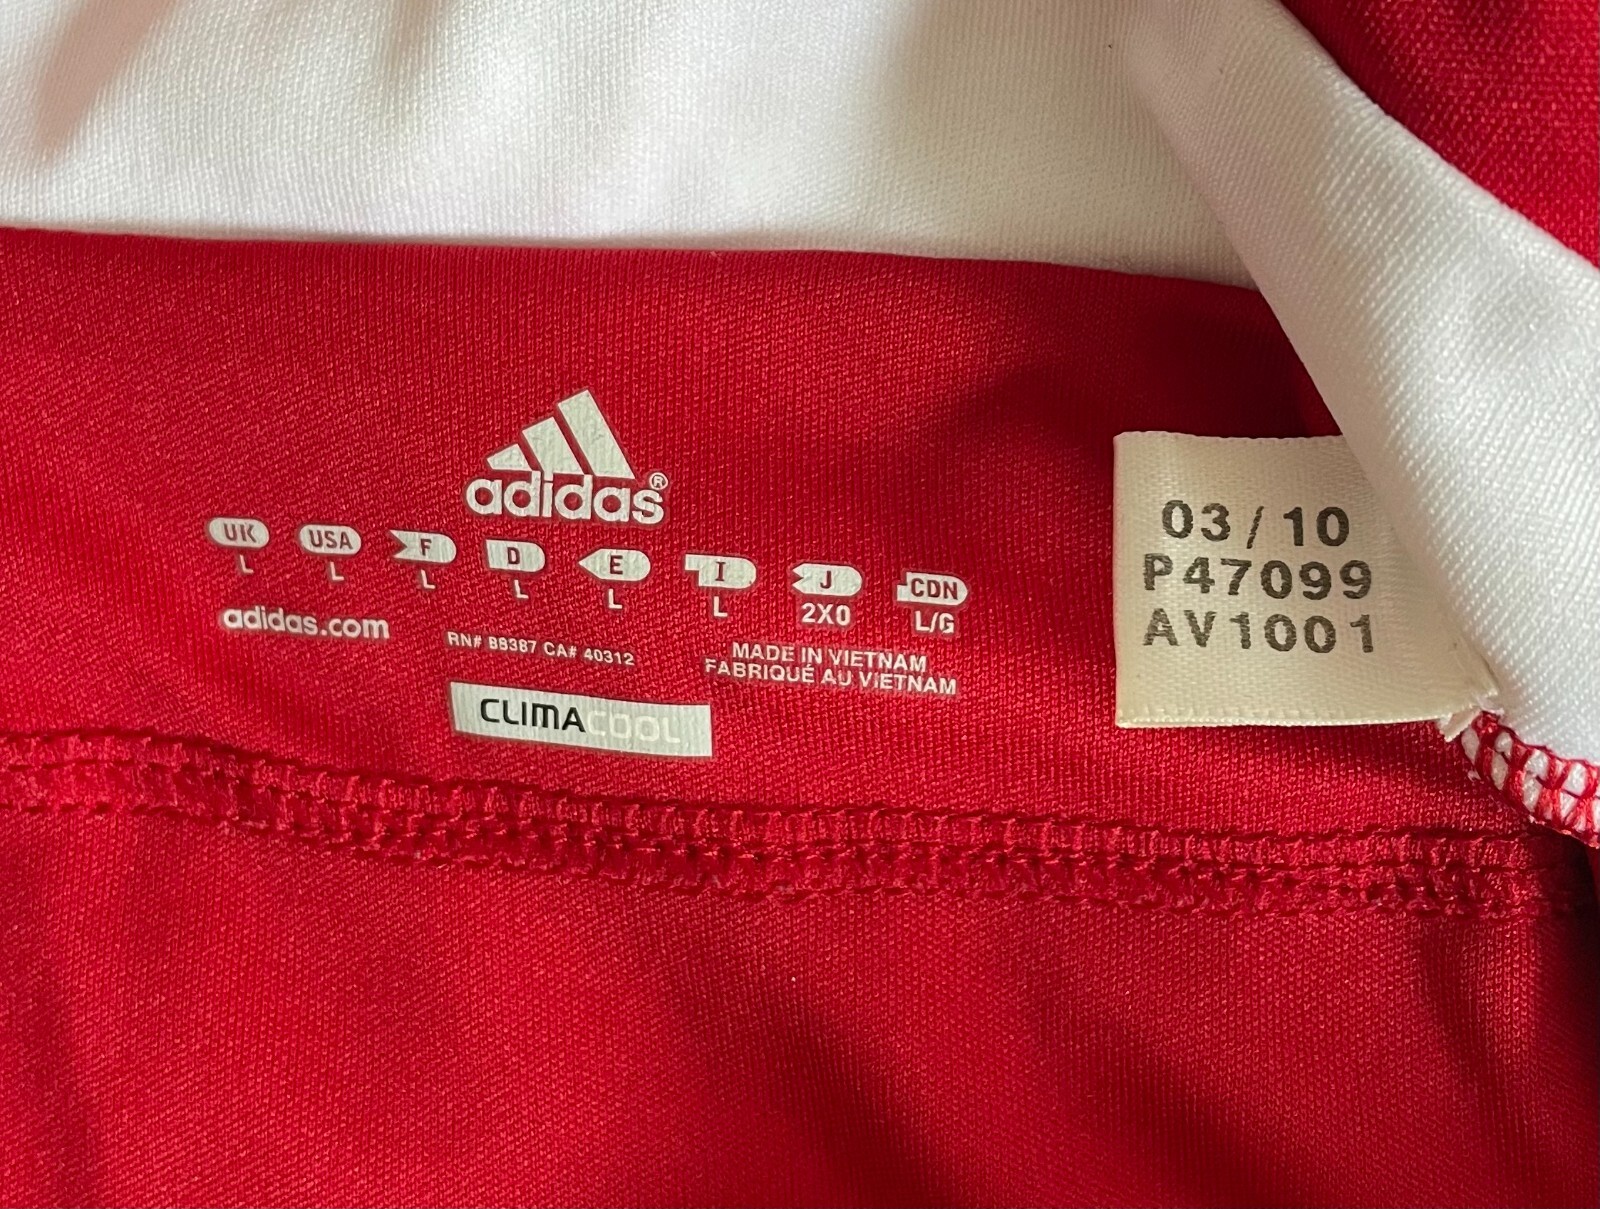 adidas®
UK USA F D E I J CDN
L L L L L L 2XO L/G
adidas.com
RN# 88387 CA# 40312
MADE IN VIETNAM
FABRIQUÉ AU VIETNAM
CLIMACOOL
03/10
P47099
AV1001